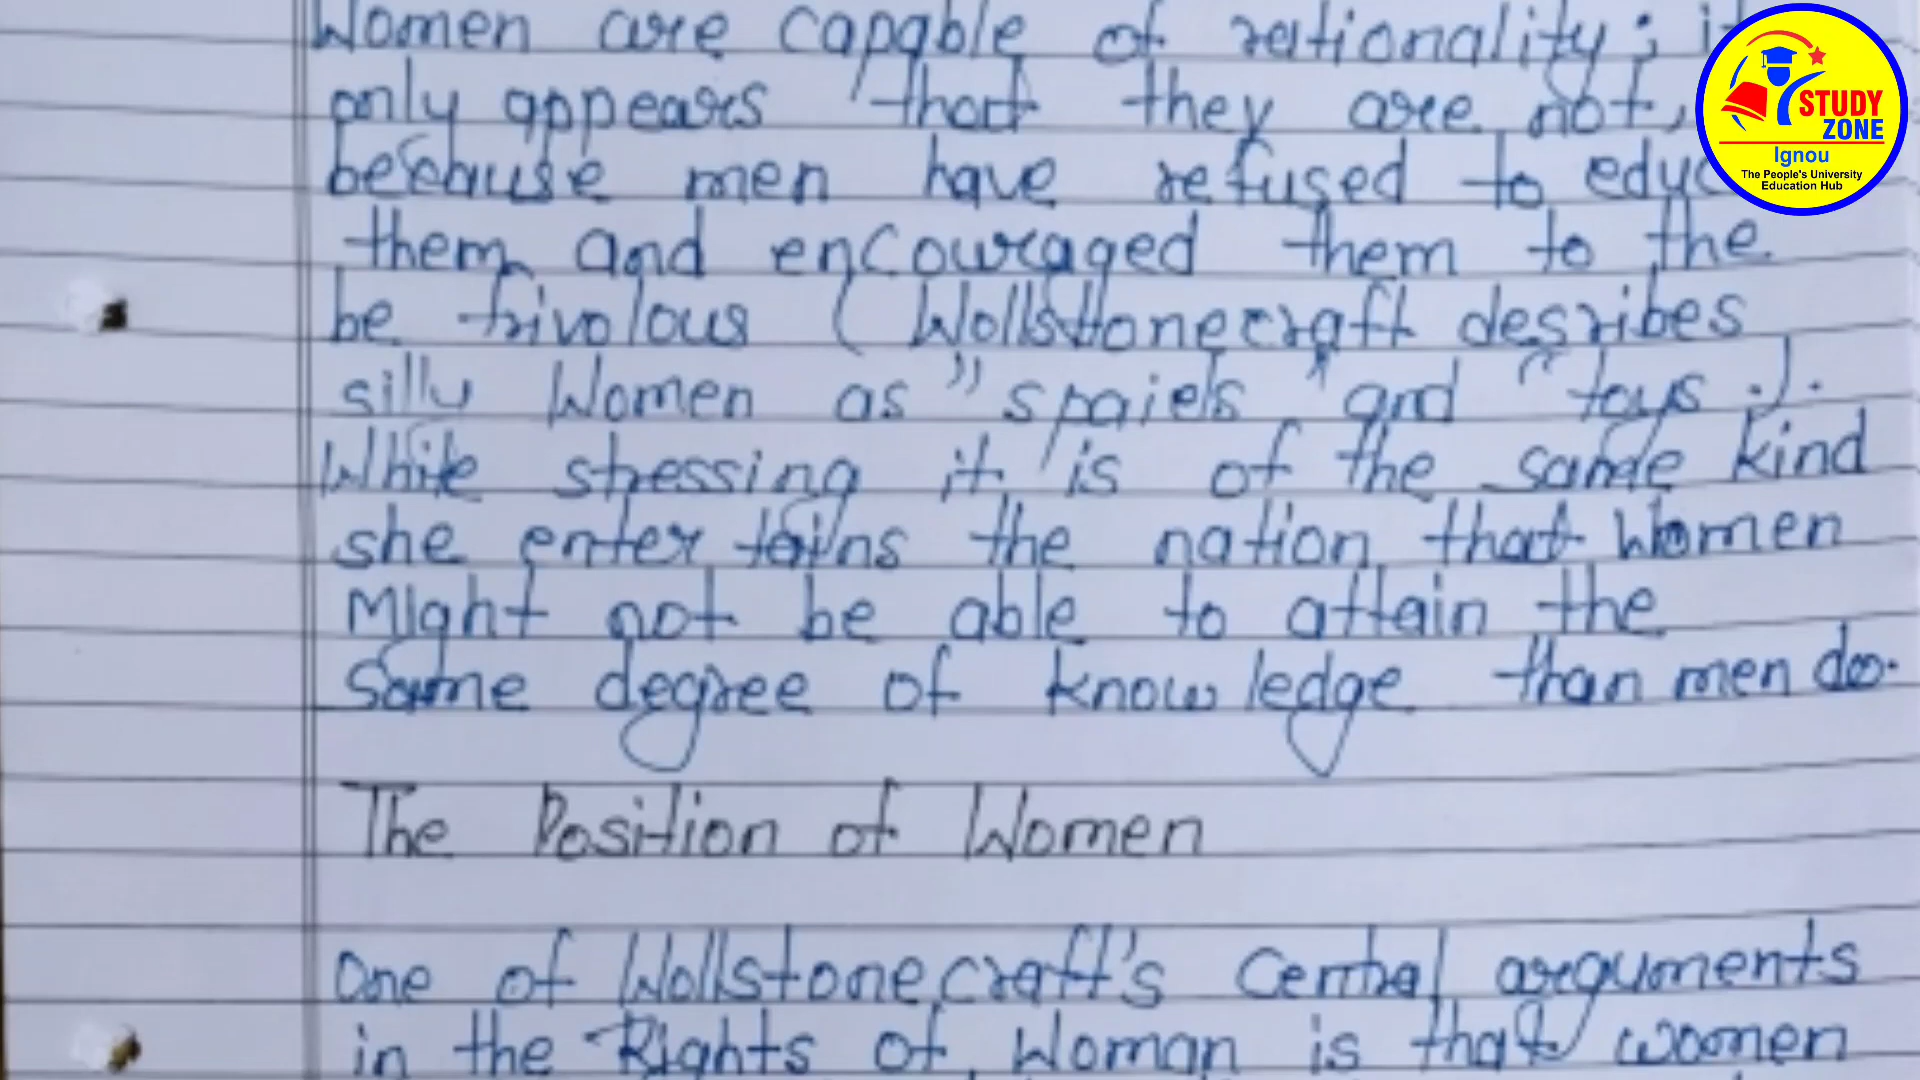 Women are capable of rationality; it
only appears that they are not,
because men have refused to educ
them and encouraged them to the
be frivolous ( Wollstonecraft desribes
silly Women as " spaiels " and " toys .).
While stressing it is of the same kind
she entertains the nation that Women
Might not be able to attain the
Same degree of knowledge than men do.
The Position of Women
One of Wollstonecraft's Central arguments
in the Rights of Woman is that women
STUDY
ZONE
Ignou
The People's University
Education Hub